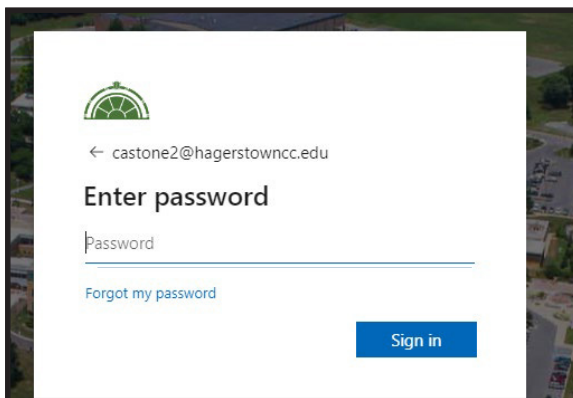 ← castone2@hagerstowncc.edu
Enter password
Password
Forgot my password
Sign in